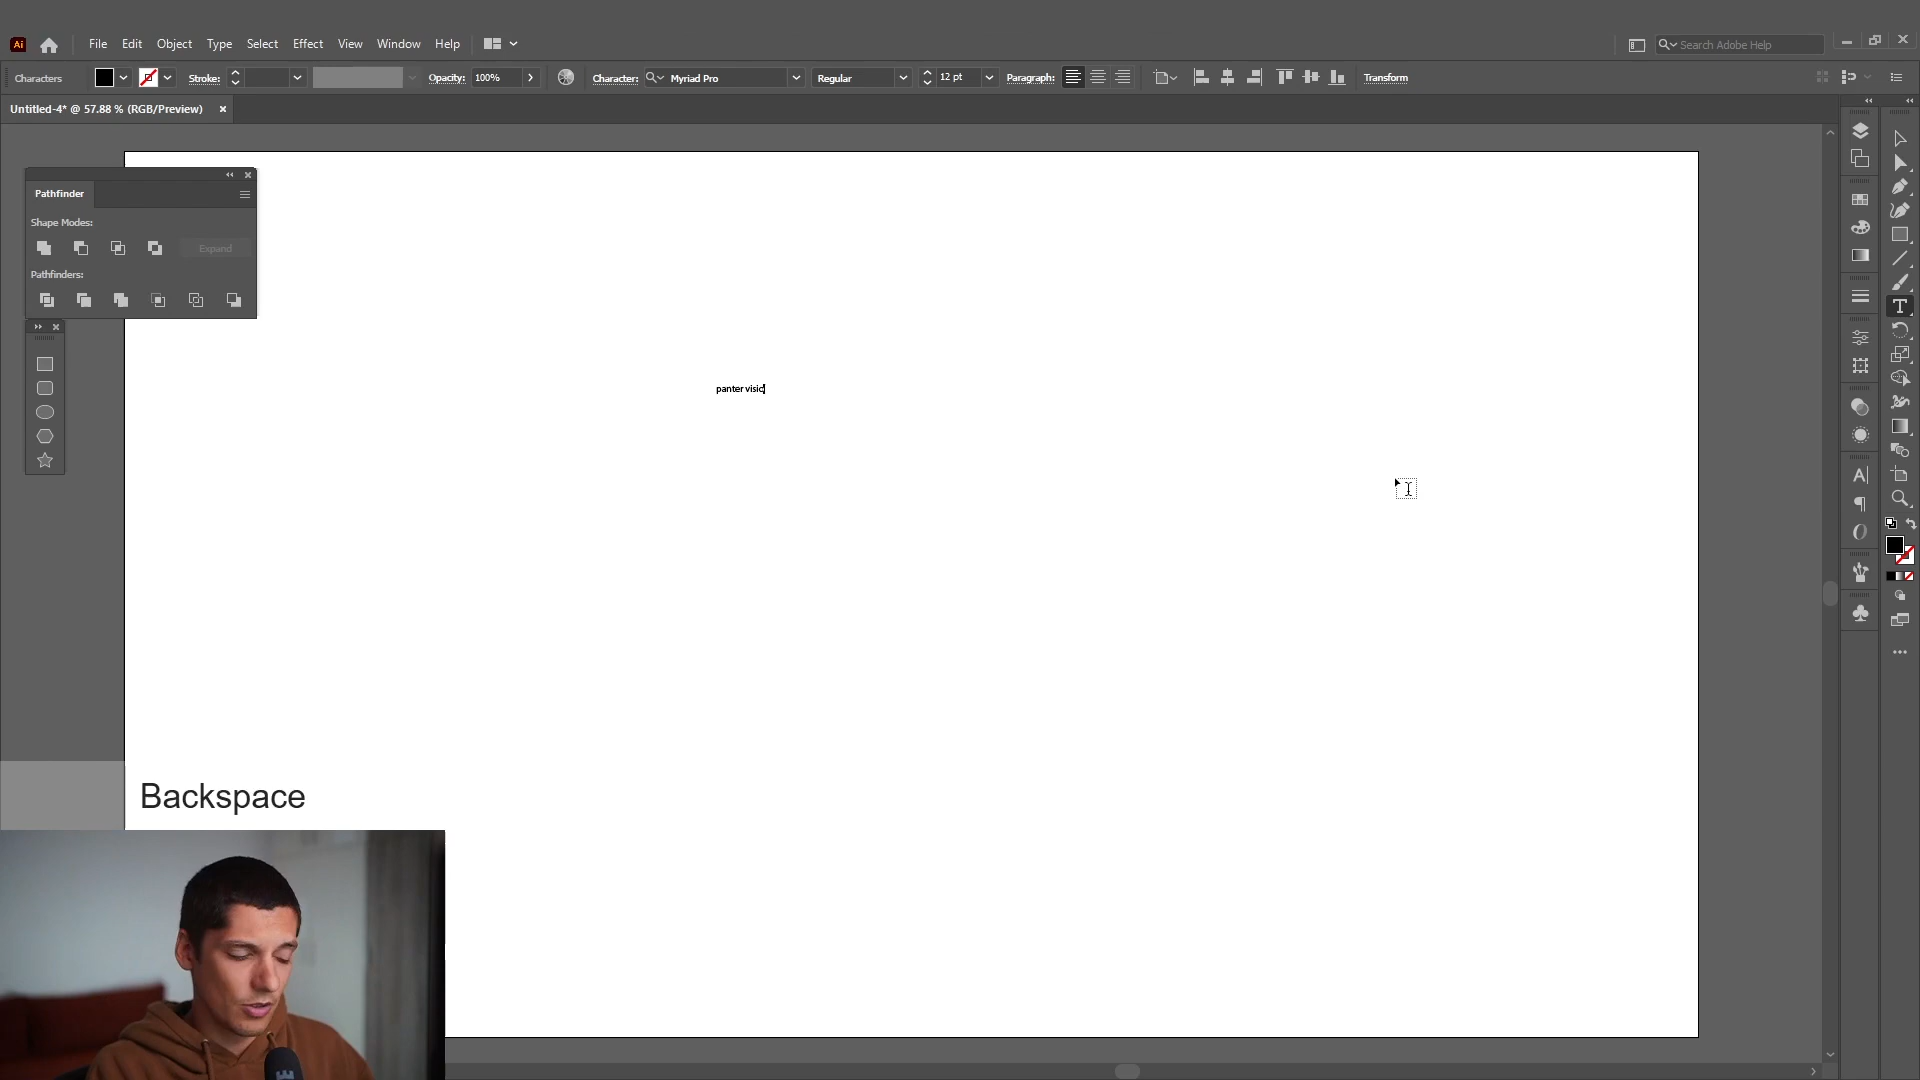 Ai File Edit Object Type Select Effect View Window Help Search Adobe Help
Characters Stroke: Opacity: 100% Character: Myriad Pro Regular 12 pt Paragraph: Transform
Untitled-4* @ 57.88 % (RGB/Preview)
Pathfinder
Shape Modes:
Expand
Pathfinders:
panter visio
Backspace